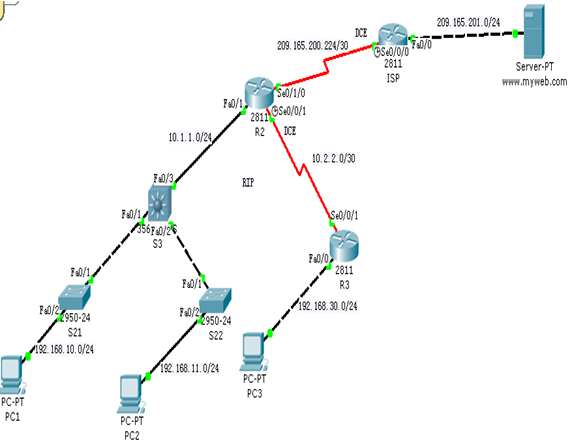 209.165.201.0/24
DCE
209.165.200.224/30
Se0/0/0
Fa0/0
2811
ISP
Server-PT
www.myweb.com
Se0/1/0
Fa0/1
Se0/0/1
2811
R2
DCE
10.1.1.0/24
10.2.2.0/30
RIP
Fa0/3
Fa0/1
Fa0/2
S3
Se0/0/1
Fa0/0
2811
R3
Fa0/1
Fa0/1
Fa0/2
2950-24
S21
Fa0/2
2950-24
S22
192.168.30.0/24
192.168.10.0/24
192.168.11.0/24
PC-PT
PC1
PC-PT
PC2
PC-PT
PC3